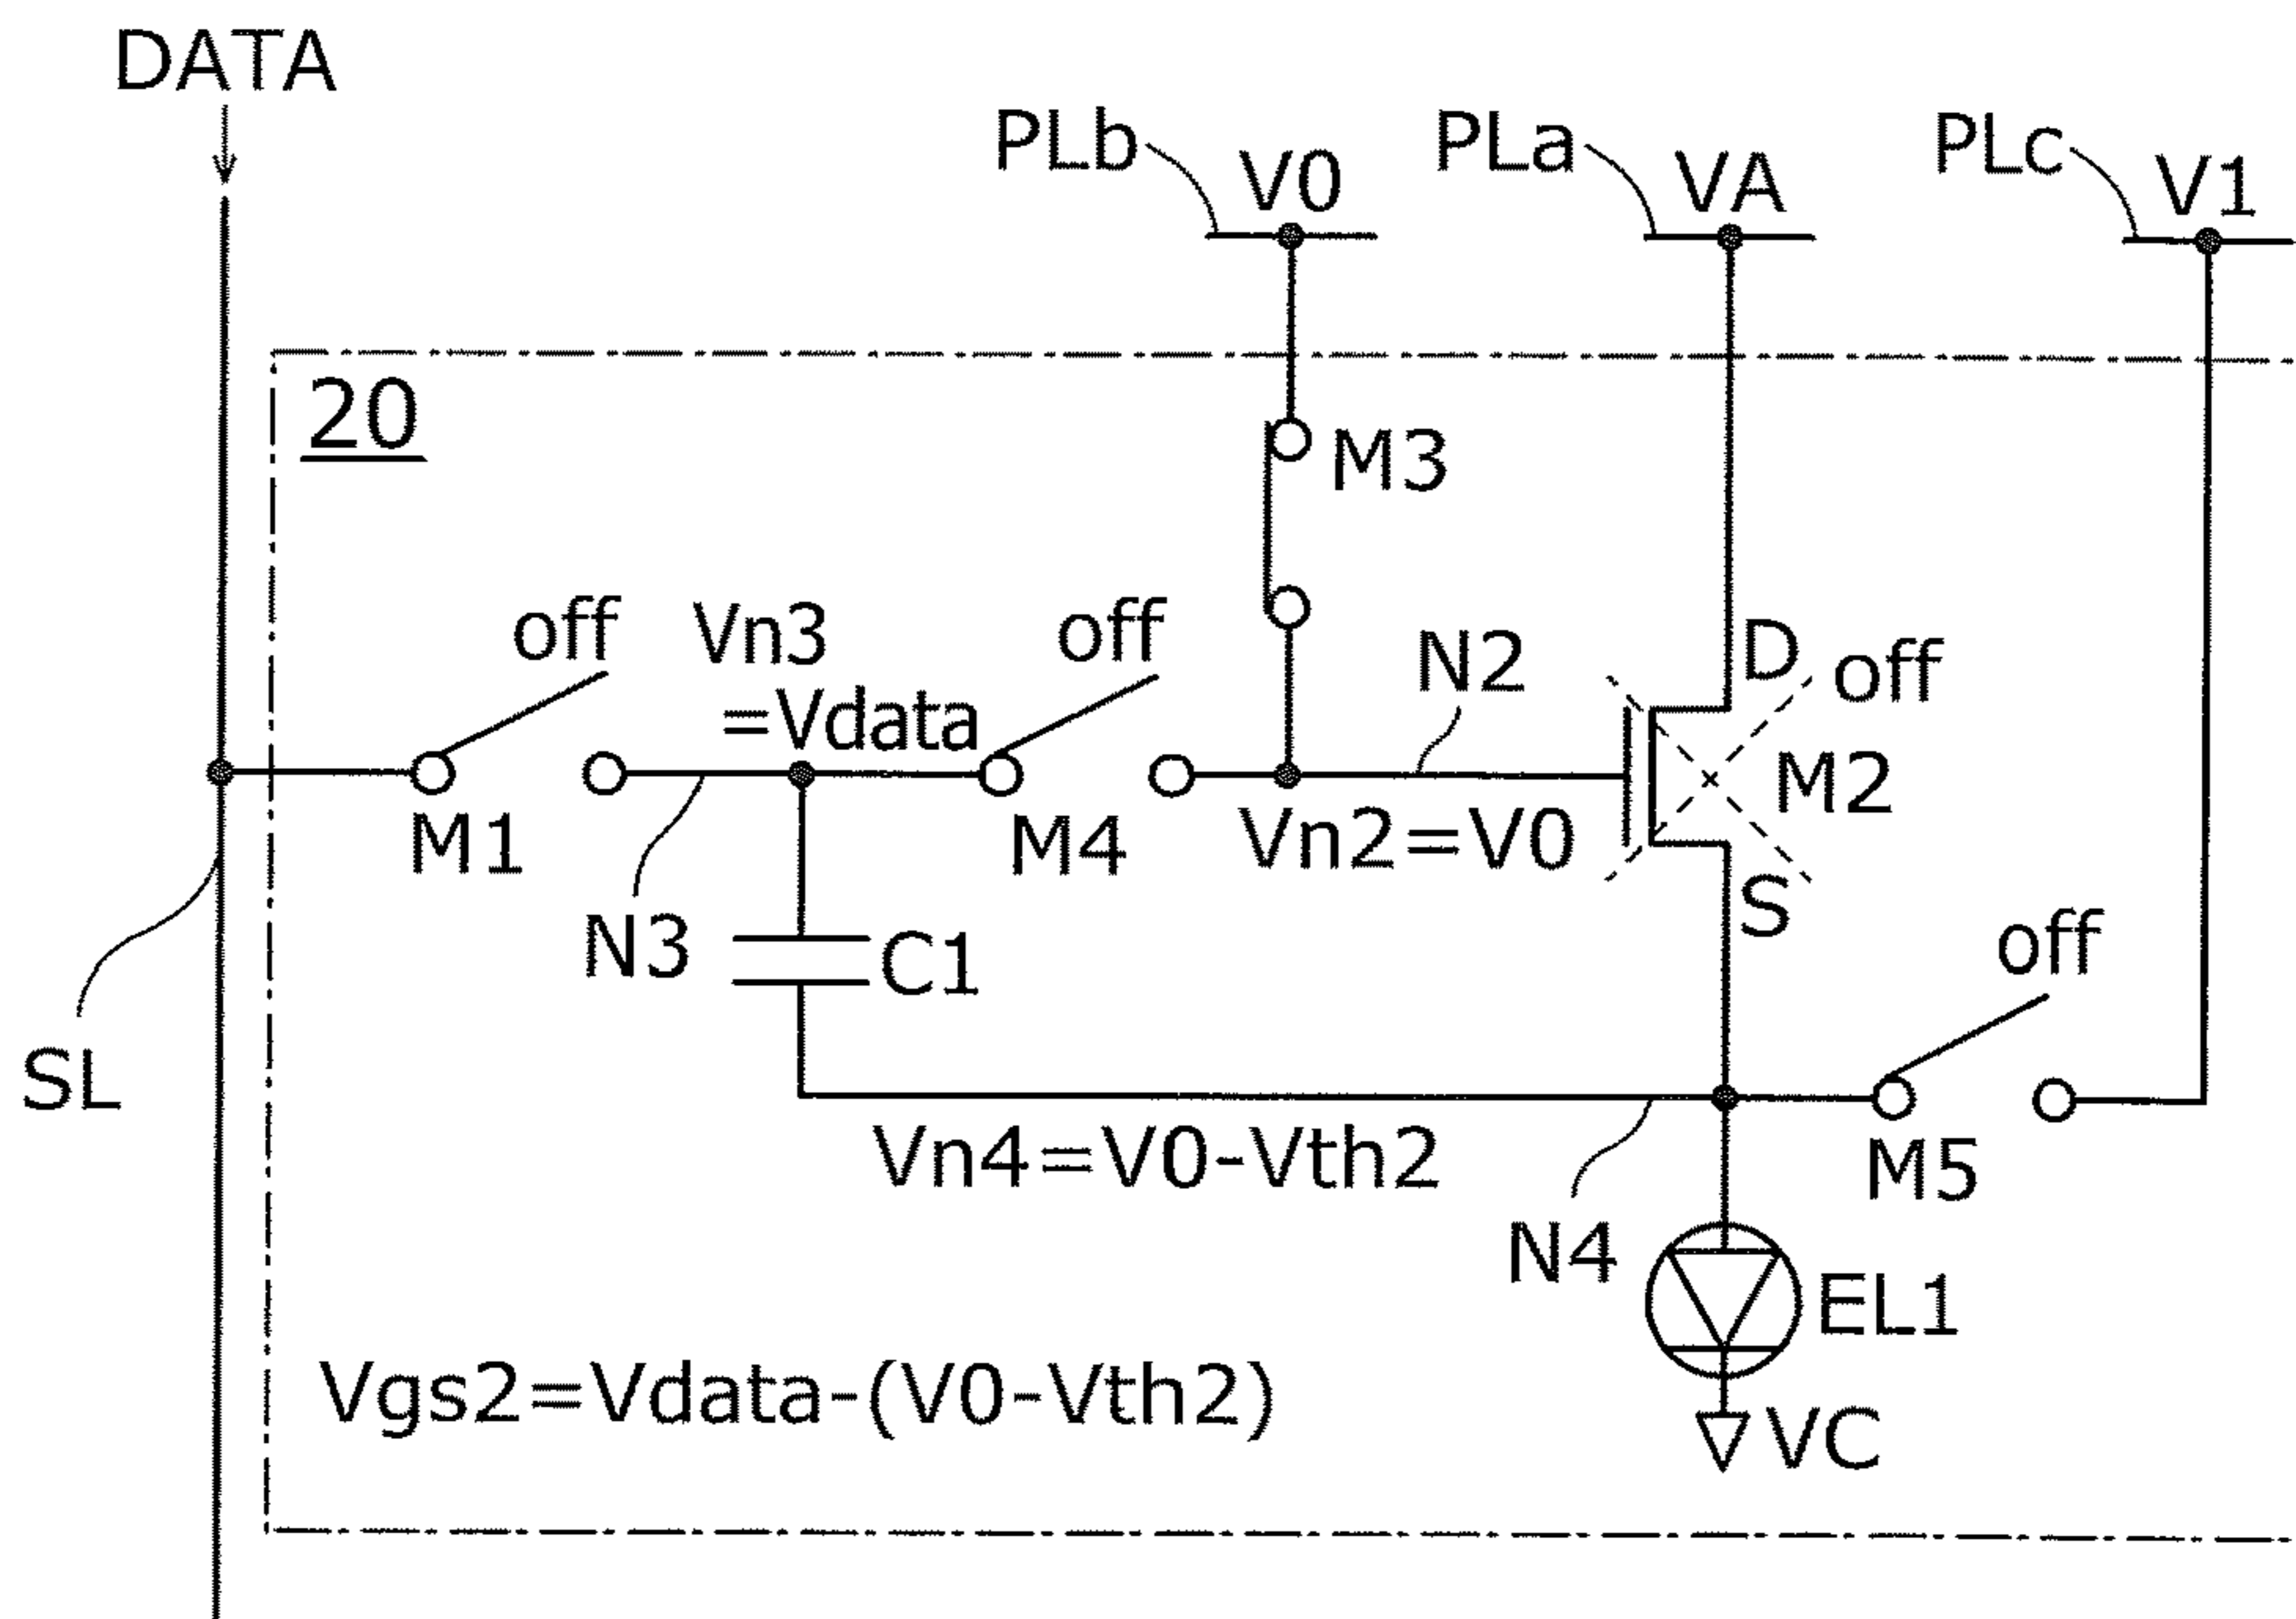 DATA
PLb
V0
PLa
VA
PLc
V1
20
M3
off
Vn3
=Vdata
off
N2
D
off
M1
M4
Vn2=V0
M2
S
N3
C1
off
SL
Vn4=V0-Vth2
M5
N4
EL1
Vgs2=Vdata-(V0-Vth2)
VC